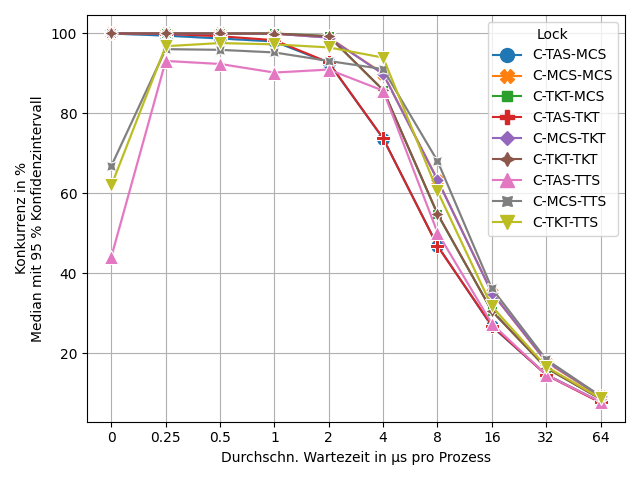 Lock
C-TAS-MCS
C-MCS-MCS
C-TKT-MCS
C-TAS-TKT
C-MCS-TKT
C-TKT-TKT
C-TAS-TTS
C-MCS-TTS
C-TKT-TTS
Konkurrenz in %
Median mit 95 % Konfidenzintervall
100
80
60
40
20
0 0.25 0.5 1 2 4 8 16 32 64
Durchschn. Wartezeit in µs pro Prozess